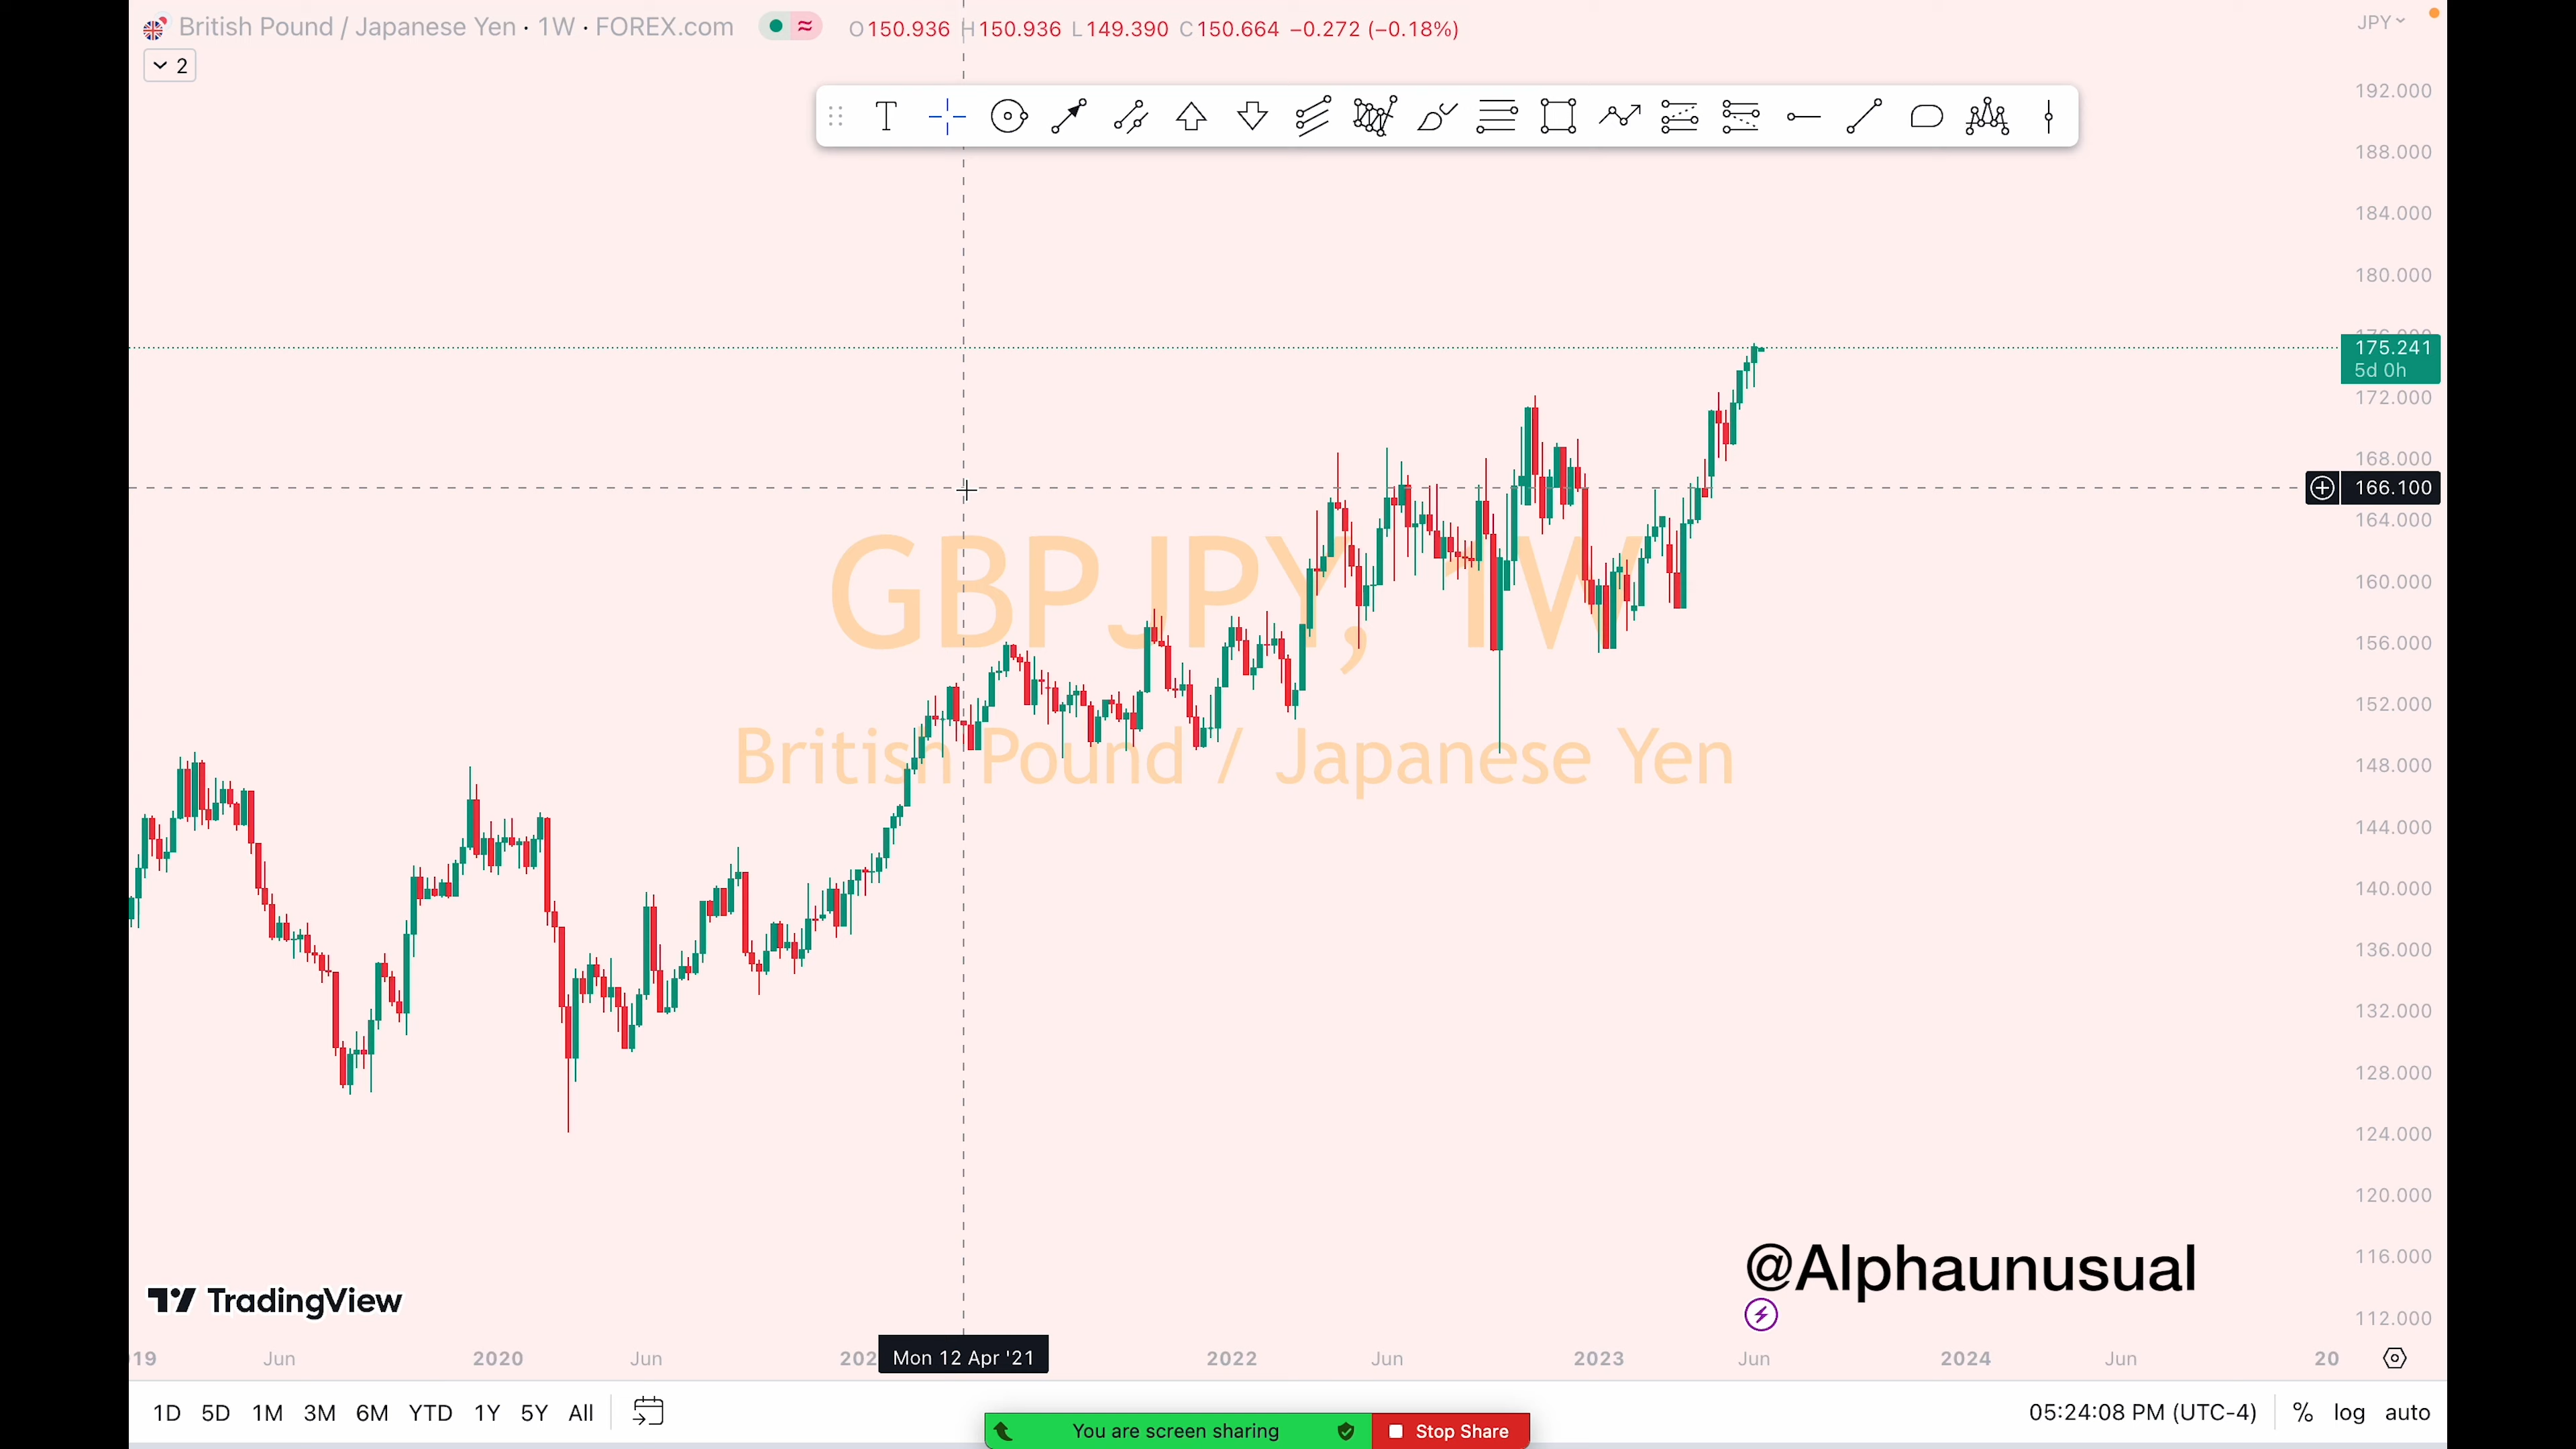 British Pound / Japanese Yen · 1W · FOREX.com O150.936 H150.936 L149.390 C150.664 −0.272 (−0.18%) JPY
2
T
192.000
188.000
184.000
180.000
175.241
5d 0h
172.000
168.000
166.100
164.000
160.000
156.000
152.000
148.000
144.000
140.000
136.000
132.000
128.000
124.000
120.000
116.000
112.000
GBPJPY, 1W
British Pound / Japanese Yen
@Alphaunusual
TradingView
19 Jun 2020 Jun 202 Mon 12 Apr '21 2022 Jun 2023 Jun 2024 Jun 20
1D 5D 1M 3M 6M YTD 1Y 5Y All 05:24:08 PM (UTC-4) % log auto
You are screen sharing Stop Share